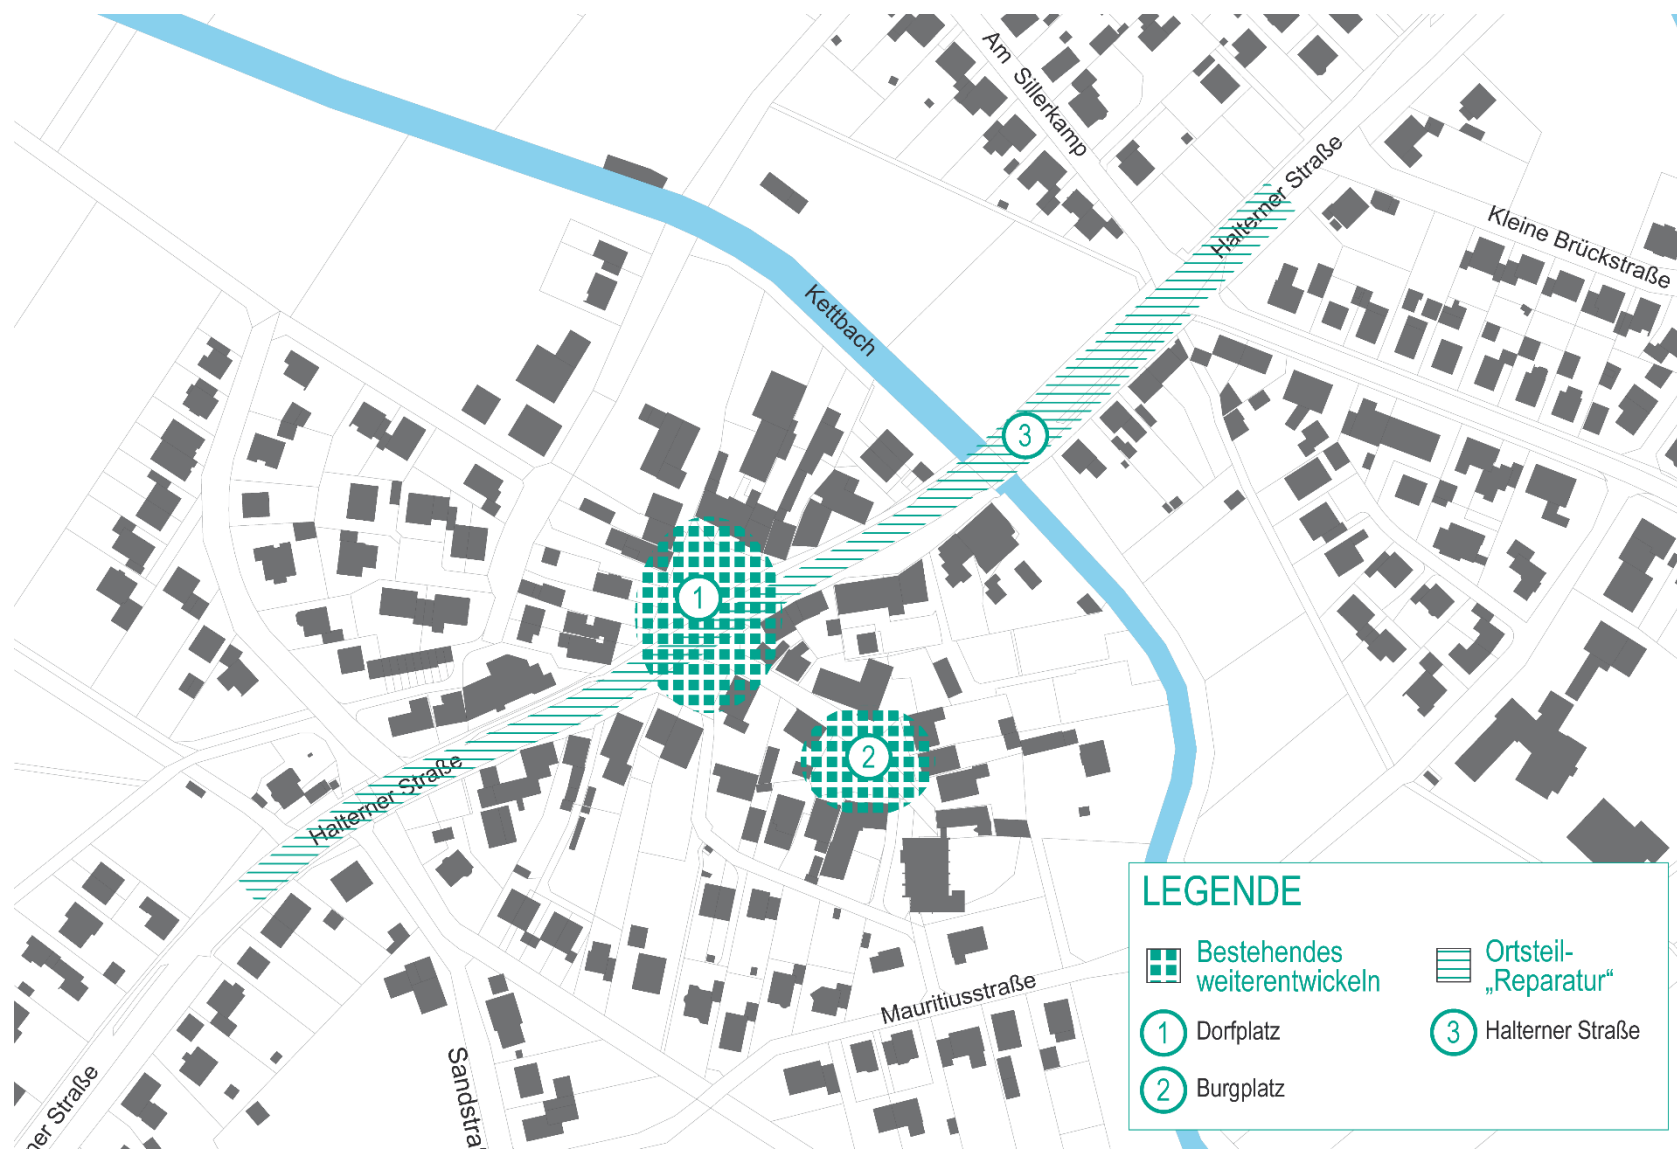 Am Sillerkamp
Halterner Straße
Kleine Brückstraße
Kettbach
3
1
2
Halterner Straße
Mauritiusstraße
Sandstra
ner Straße
LEGENDE
Bestehendes
weiterentwickeln
Ortsteil-
„Reparatur“
1 Dorfplatz
3 Halterner Straße
2 Burgplatz